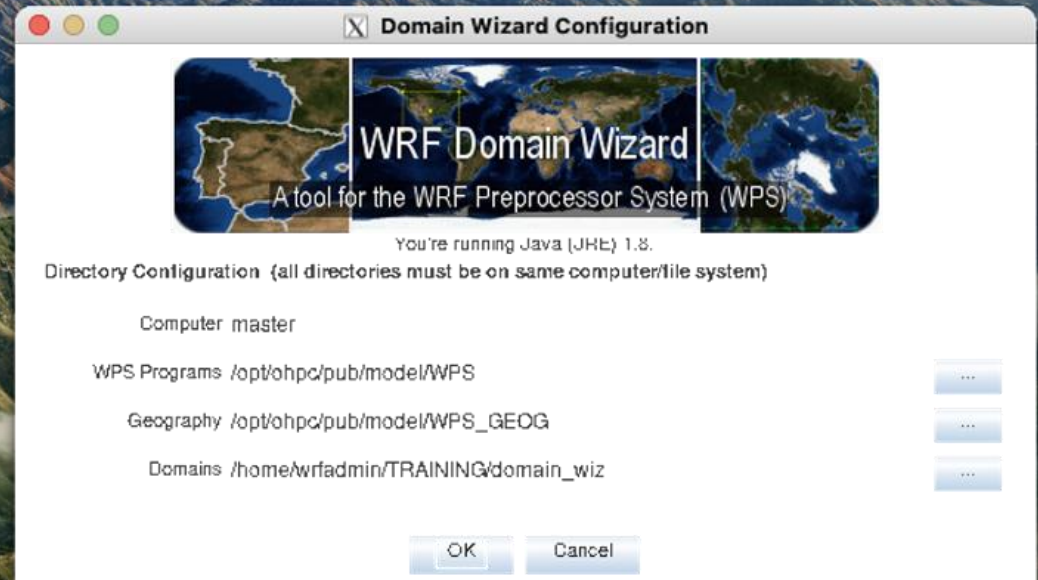 Domain Wizard Configuration
WRF Domain Wizard
A tool for the WRF Preprocessor System (WPS)
You're running Java (JRE) 1.8.
Directory Configuration (all directories must be on same computer/file system)
Computer master
WPS Programs /opt/ohpc/pub/model/WPS ...
Geography /opt/ohpc/pub/model/WPS_GEOG ...
Domains /home/wrfadmin/TRAINING/domain_wiz ...
OK Cancel